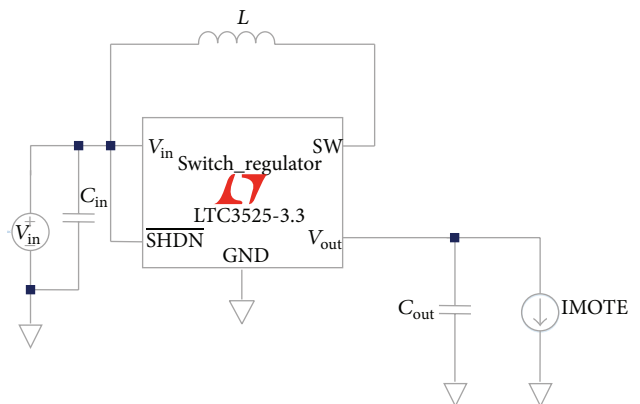 L
V_in
SW
Switch_regulator
C_in
V_in
LTC3525-3.3
SHDN
V_out
GND
C_out
IMOTE